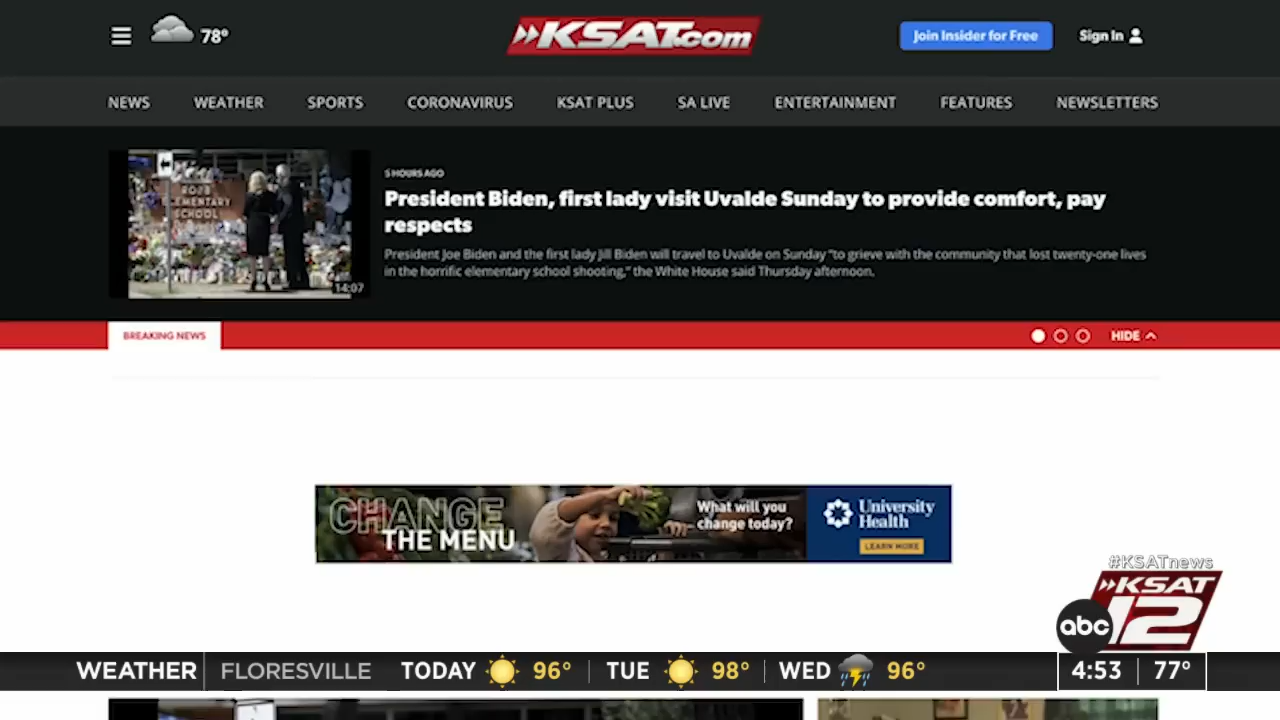 78°
KSAT.com
Join Insider for Free
Sign In
NEWS
WEATHER
SPORTS
CORONAVIRUS
KSAT PLUS
SA LIVE
ENTERTAINMENT
FEATURES
NEWSLETTERS
ROBB
ELEMENTARY
SCHOOL
14:07
5 HOURS AGO
President Biden, first lady visit Uvalde Sunday to provide comfort, pay
respects
President Joe Biden and the first lady Jill Biden will travel to Uvalde on Sunday "to grieve with the community that lost twenty-one lives
in the horrific elementary school shooting," the White House said Thursday afternoon.
BREAKING NEWS
HIDE
CHANGE
THE MENU
What will you
change today?
University
Health
LEARN MORE
#KSATnews
KSAT
abc 12
WEATHER FLORESVILLE TODAY 96° TUE 98° WED 96° 4:53 77°